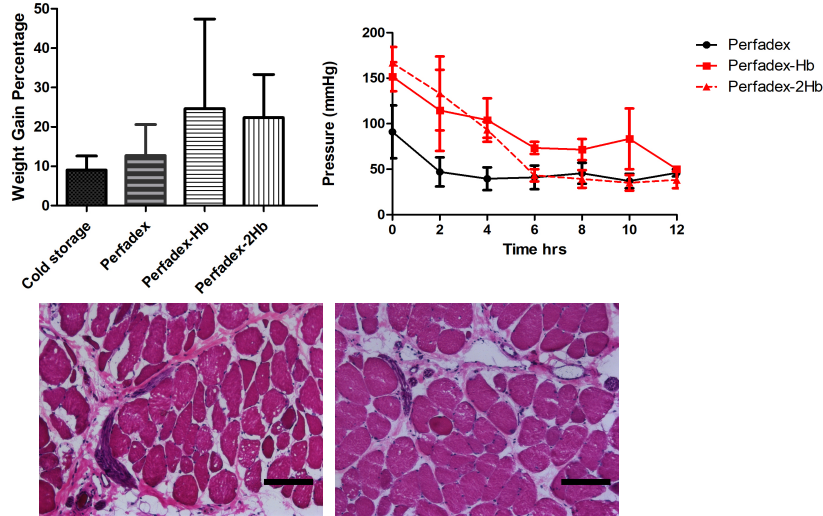 Weight Gain Percentage
50
40
30
20
10
0
Cold storage
Perfadex
Perfadex-Hb
Perfadex-2Hb
Pressure (mmHg)
200
150
100
50
0
0 2 4 6 8 10 12
Time hrs
Perfadex
Perfadex-Hb
Perfadex-2Hb